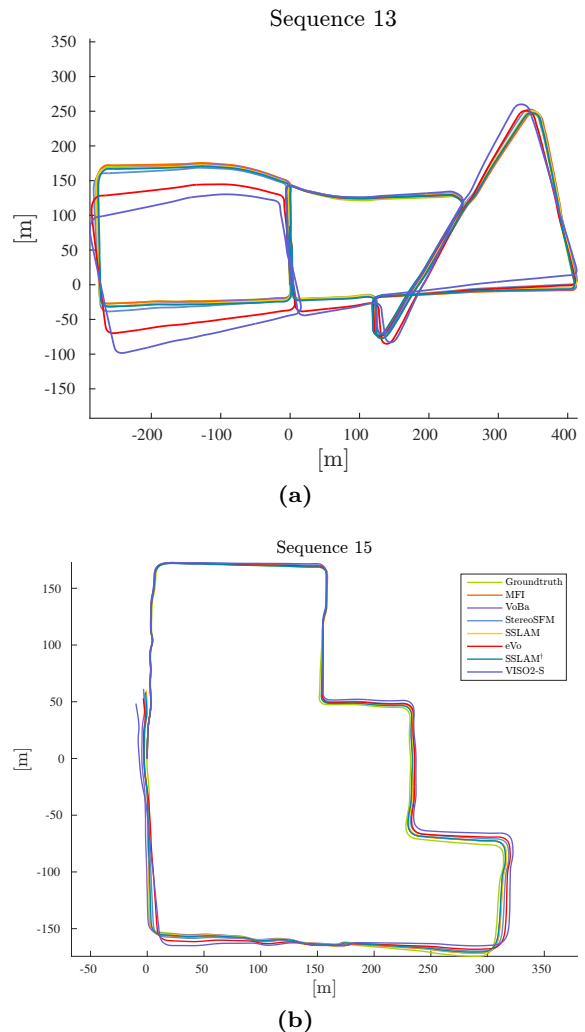 Sequence 13
350
300
250
200
150
100
50
0
-50
-100
-150
[m]
-200 -100 0 100 200 300 400
[m]
(a)
Sequence 15
150
100
50
0
-50
-100
-150
[m]
Groundtruth
MFI
VoBa
StereoSFM
SSLAM
eVo
SSLAM†
VISO2-S
-50 0 50 100 150 200 250 300 350
[m]
(b)